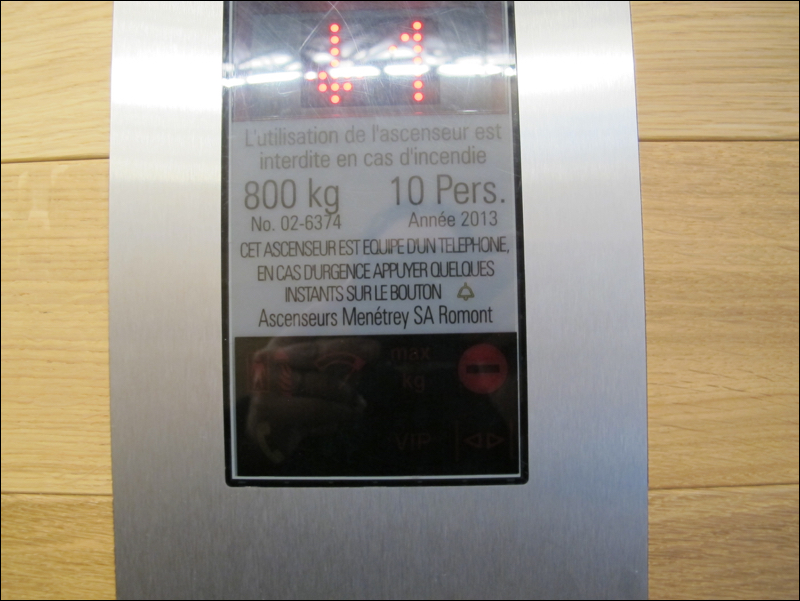 1
L'utilisation de l'ascenseur est
interdite en cas d'incendie
800 kg 10 Pers.
No. 02-6374 Année 2013
CET ASCENSEUR EST EQUIPE D'UN TELEPHONE,
EN CAS D'URGENCE APPUYER QUELQUES
INSTANTS SUR LE BOUTON
Ascenseurs Menétrey SA Romont
max
kg
VIP